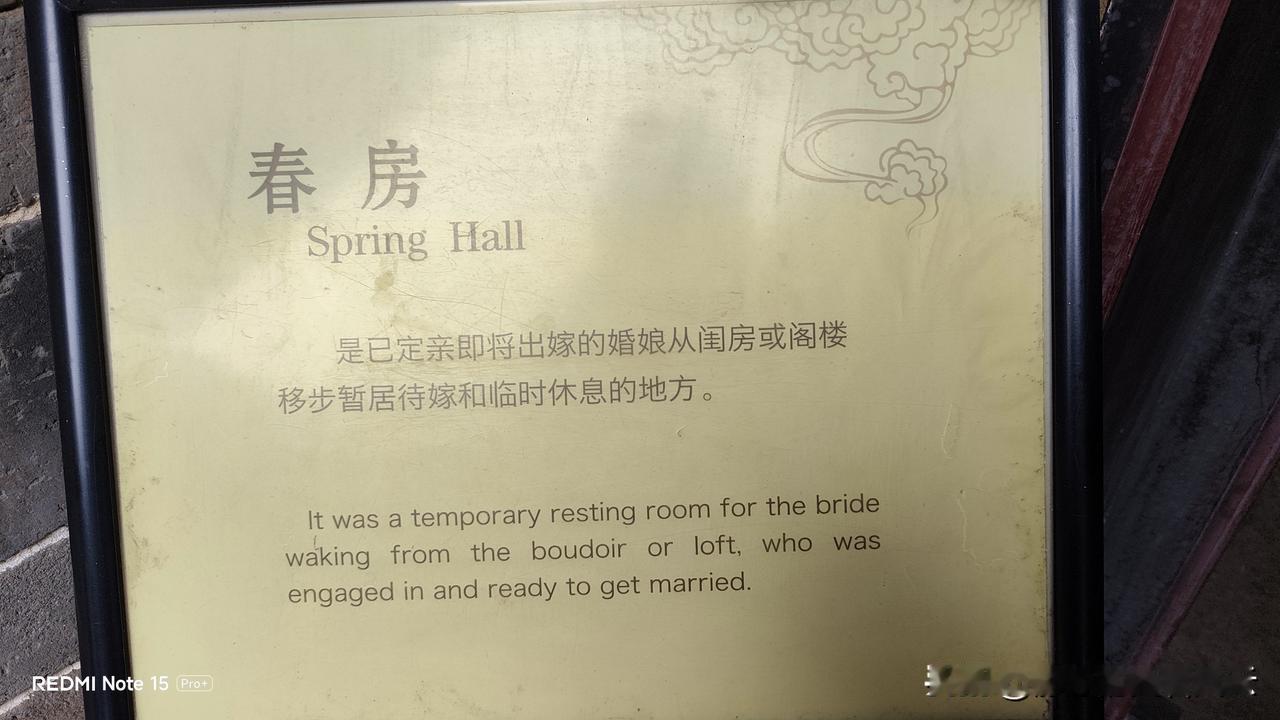 春 房
Spring Hall
是已定亲即将出嫁的婚娘从闺房或阁楼
移步暂居待嫁和临时休息的地方。
It was a temporary resting room for the bride
waking from the boudoir or loft, who was
engaged in and ready to get married.
REDMI Note 15 Pro+